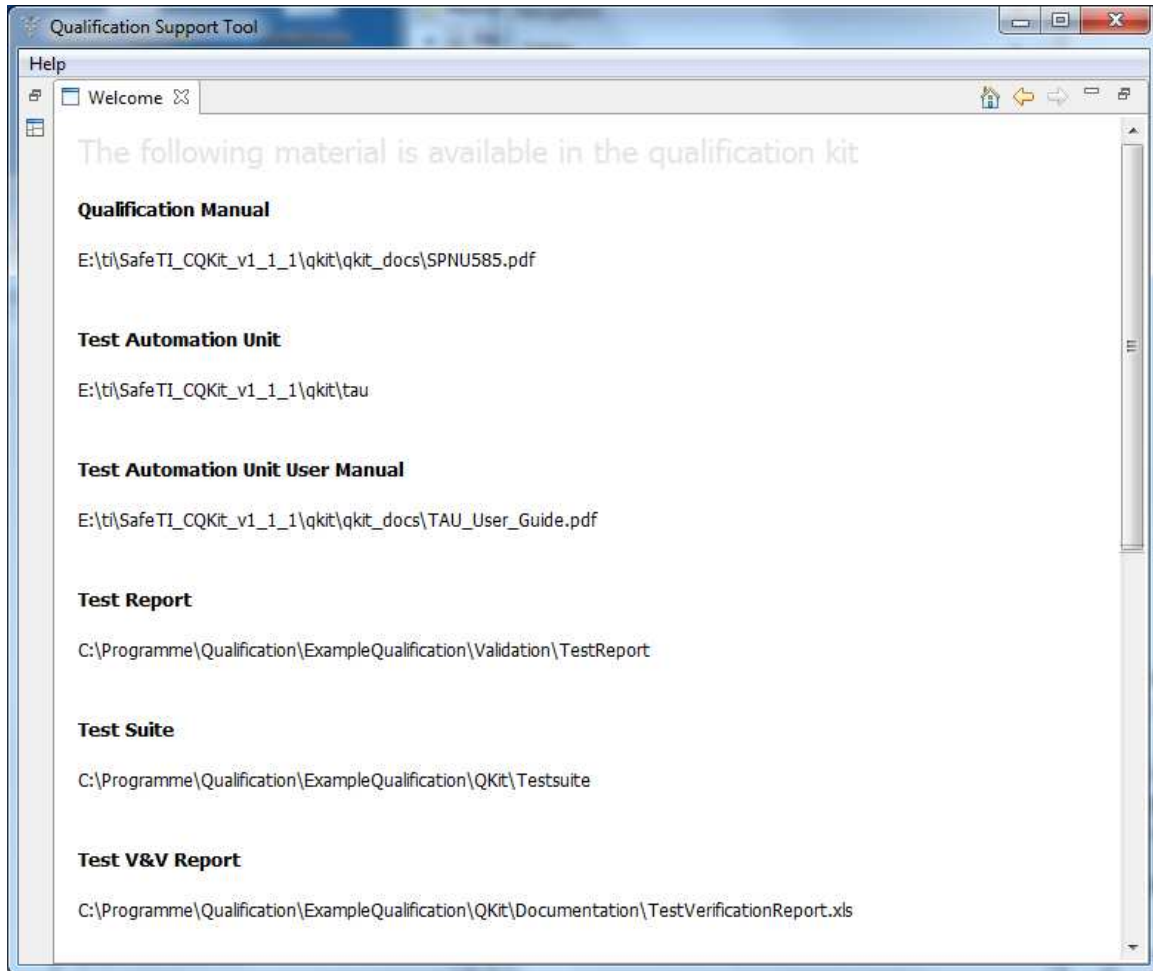 Qualification Support Tool
Help
Welcome
The following material is available in the qualification kit
Qualification Manual
E:\ti\SafeTI_CQKit_v1_1_1\qkit\qkit_docs\SPNU585.pdf
Test Automation Unit
E:\ti\SafeTI_CQKit_v1_1_1\qkit\tau
Test Automation Unit User Manual
E:\ti\SafeTI_CQKit_v1_1_1\qkit\qkit_docs\TAU_User_Guide.pdf
Test Report
C:\Programme\Qualification\ExampleQualification\Validation\TestReport
Test Suite
C:\Programme\Qualification\ExampleQualification\QKit\Testsuite
Test V&V Report
C:\Programme\Qualification\ExampleQualification\QKit\Documentation\TestVerificationReport.xls